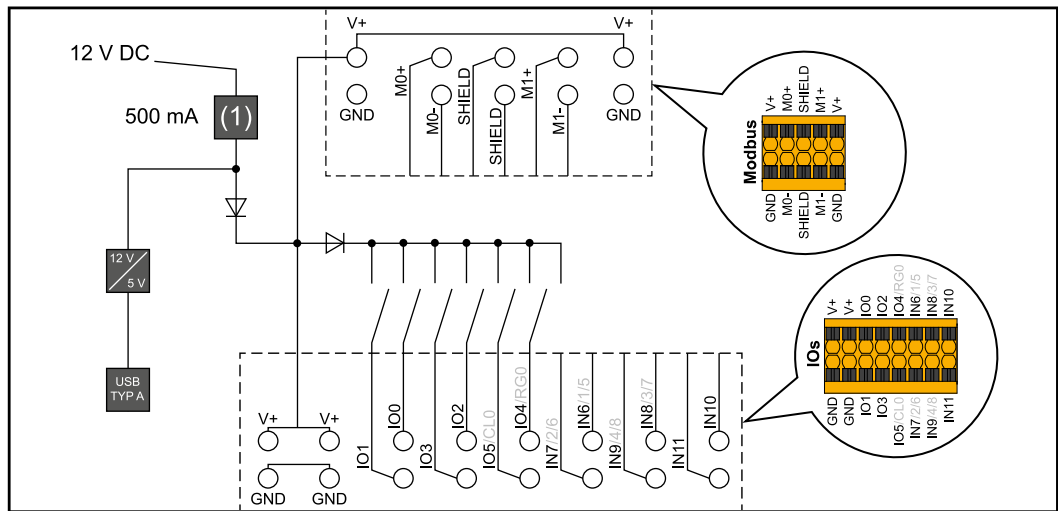 12 V DC
500 mA
(1)
12 V
5 V
USB
TYP A
V+
V+
M0+
SHIELD
M1+
GND
M0-
SHIELD
M1-
GND
V+
M0+
SHIELD
M1+
V+
Modbus
GND
M0-
SHIELD
M1-
GND
V+
V+
IO0
IO2
IO4/RG0
IN6/1/5
IN8/3/7
IN10
IOs
GND
GND
IO1
IO3
IO5/CL0
IN7/2/6
IN9/4/8
IN11
V+
V+
IO0
IO2
IO4/RG0
IN6/1/5
IN8/3/7
IN10
GND
GND
IO1
IO3
IO5/CL0
IN7/2/6
IN9/4/8
IN11